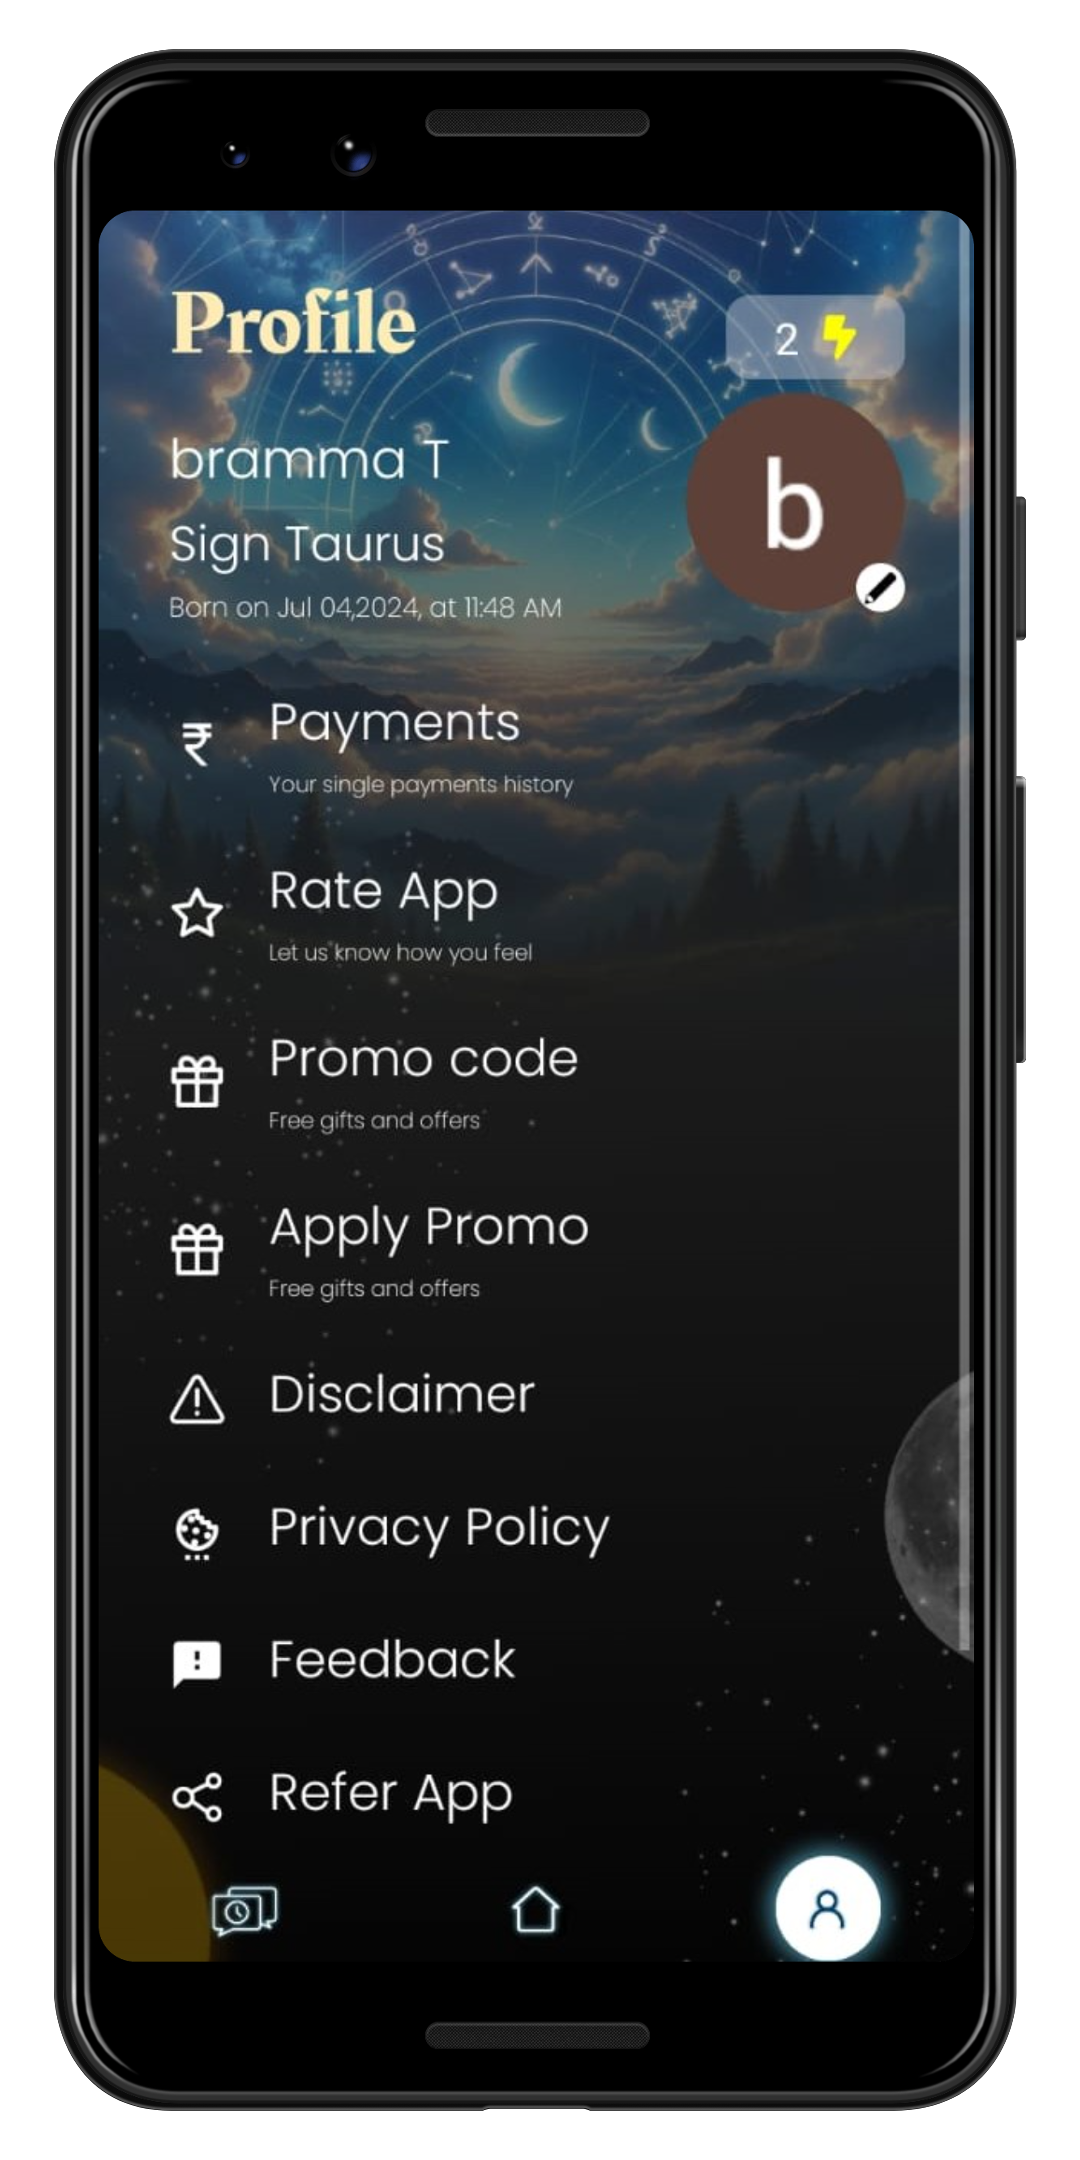 Profile
2
bramma T
b
Sign Taurus
Born on Jul 04,2024, at 11:48 AM
₹
Payments
Your single payments history
Rate App
Let us know how you feel
Promo code
Free gifts and offers
Apply Promo
Free gifts and offers
Disclaimer
Privacy Policy
Feedback
Refer App